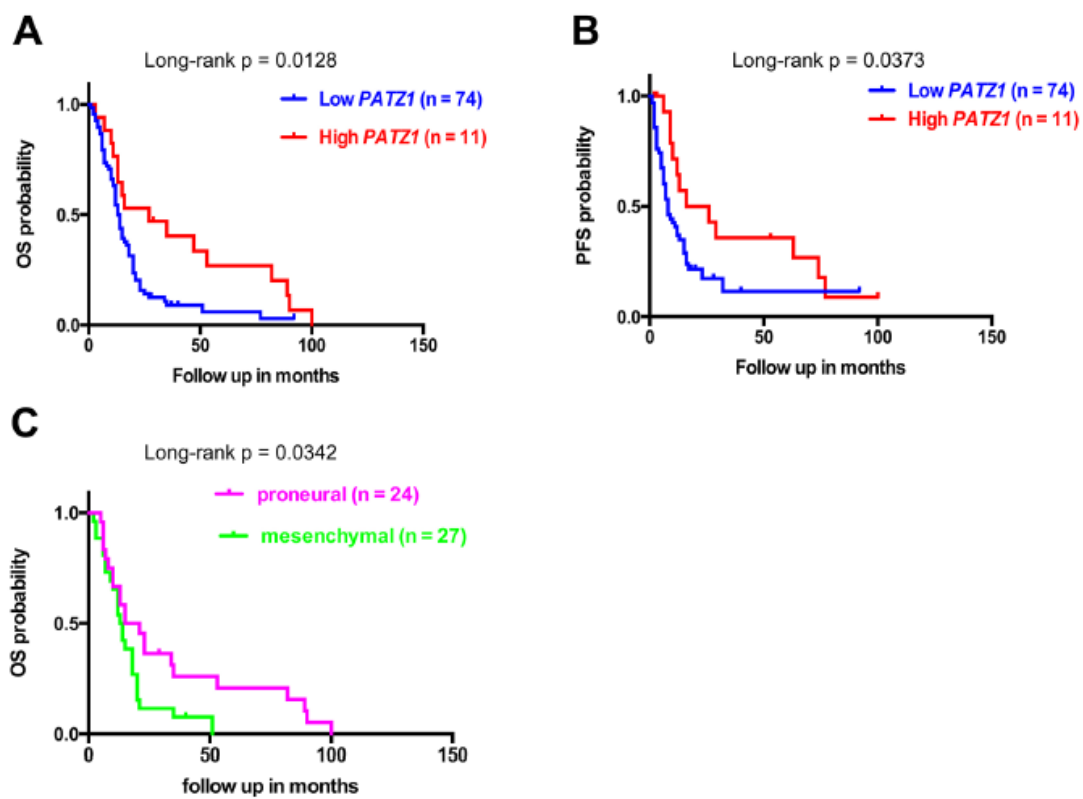 A
Long-rank p = 0.0128
Low PATZ1 (n = 74)
High PATZ1 (n = 11)
OS probability
1.0
0.5
0.0
0
50
100
150
Follow up in months
B
Long-rank p = 0.0373
Low PATZ1 (n = 74)
High PATZ1 (n = 11)
PFS probability
1.0
0.5
0.0
0
50
100
150
Follow up in months
C
Long-rank p = 0.0342
proneural (n = 24)
mesenchymal (n = 27)
OS probability
1.0
0.5
0.0
0
50
100
150
follow up in months